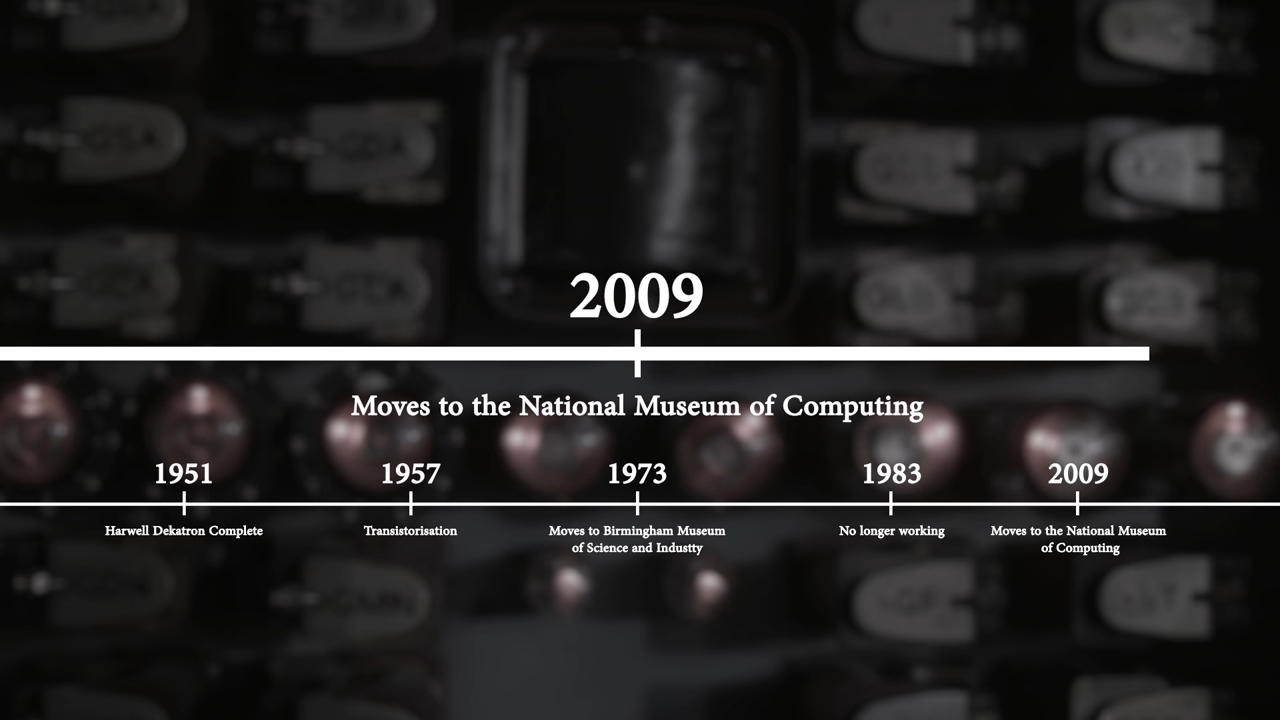 2009
Moves to the National Museum of Computing
1951
Harwell Dekatron Complete
1957
Transistorisation
1973
Moves to Birmingham Museum
of Science and Industty
1983
No longer working
2009
Moves to the National Museum
of Computing